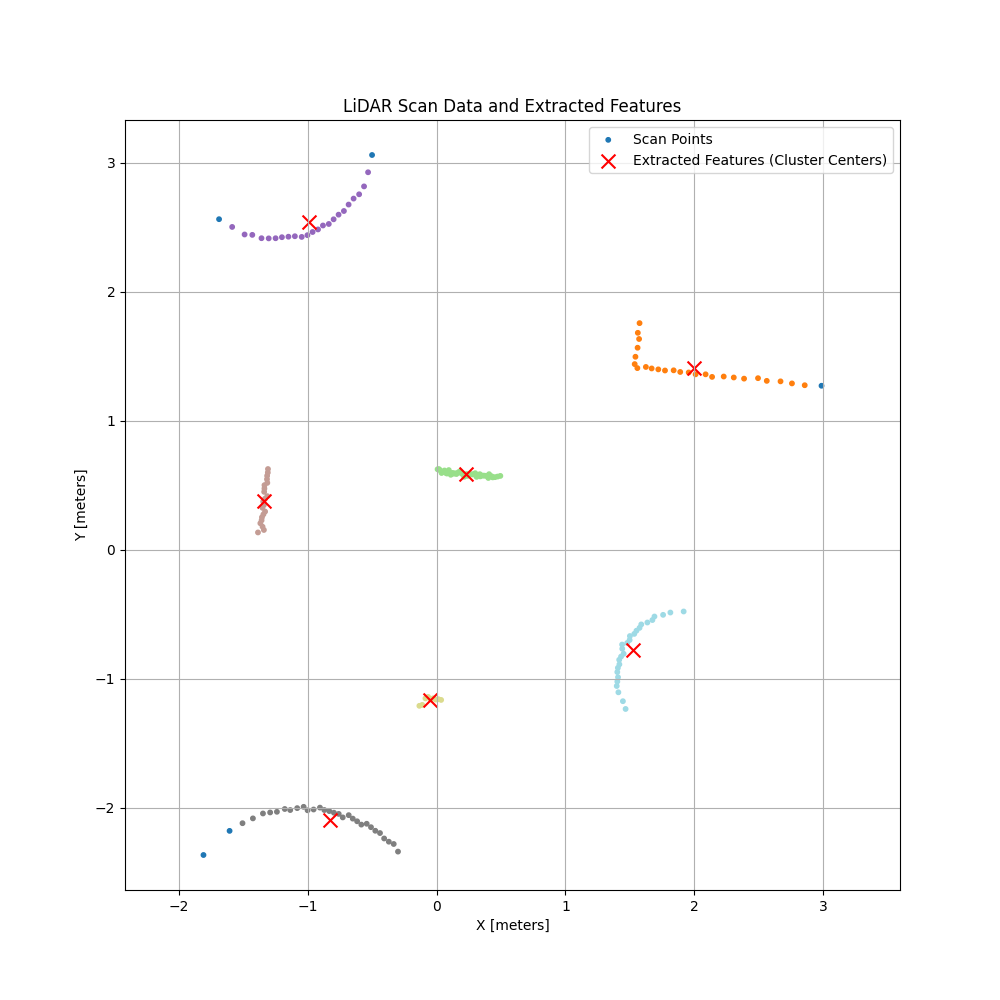 LiDAR Scan Data and Extracted Features
Scan Points
Extracted Features (Cluster Centers)
3
2
1
0
−1
−2
Y [meters]
−2 −1 0 1 2 3
X [meters]